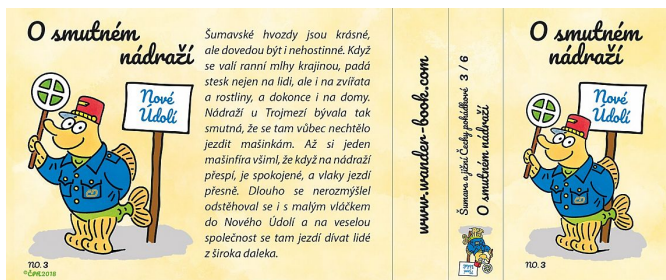 O smutném
nádraží
Nové
Údolí
no. 3
©ČPR 2018
Šumavské hvozdy jsou krásné,
ale dovedou být i nehostinné. Když
se valí ranní mlhy krajinou, padá
stesk nejen na lidi, ale i na zvířata
a rostliny, a dokonce i na domy.
Nádraží u Trojmezí bývala tak
smutná, že se tam vůbec nechtělo
jezdit mašinkám. Až si jeden
mašinfíra všiml, že když na nádraží
přespí, je spokojené, a vlaky jezdí
přesně. Dlouho se nerozmýšlel
odstěhoval se i s malým vláčkem
do Nového Údolí a na veselou
společnost se tam jezdí dívat lidé
z široka daleka.
www.wander-book.com
Šumava a jižní Čechy pohádkově 3 / 6
O smutném nádraží
Nové
Údolí
O smutném
nádraží
Nové
Údolí
no. 3